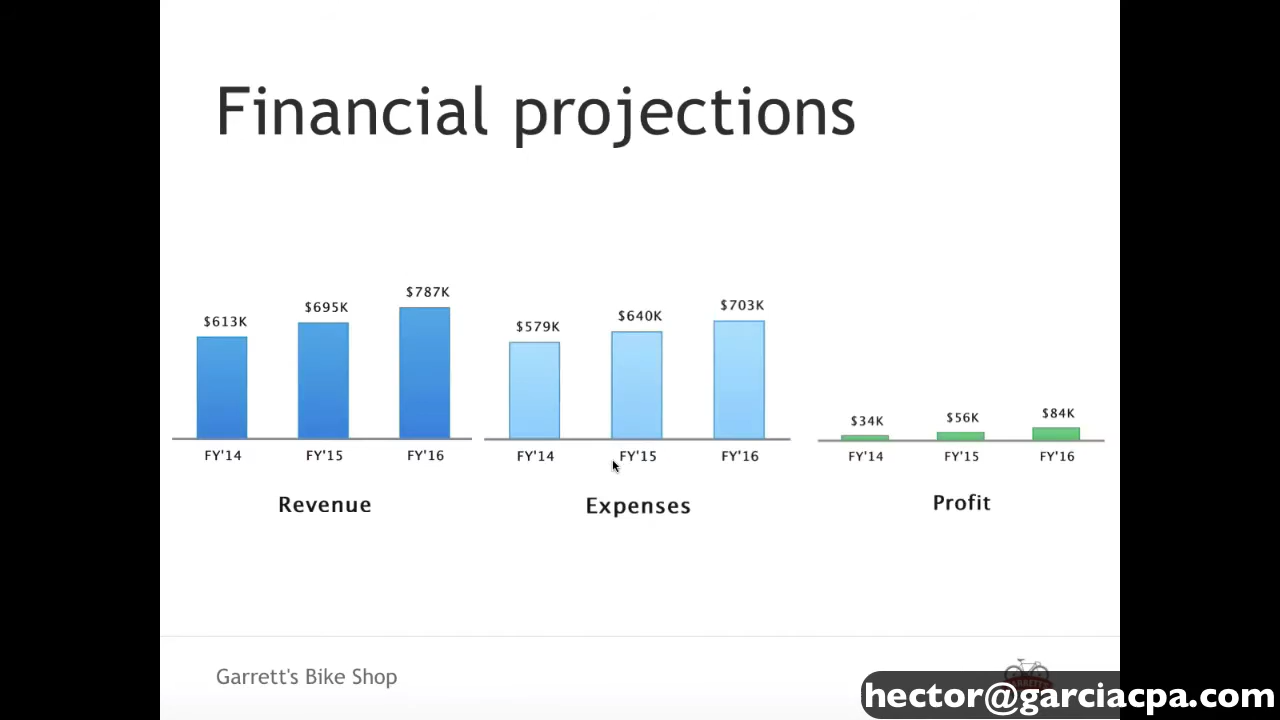 Financial projections
$613K $695K $787K
FY'14 FY'15 FY'16
Revenue
$579K $640K $703K
FY'14 FY'15 FY'16
Expenses
$34K $56K $84K
FY'14 FY'15 FY'16
Profit
Garrett's Bike Shop
hector@garciacpa.com